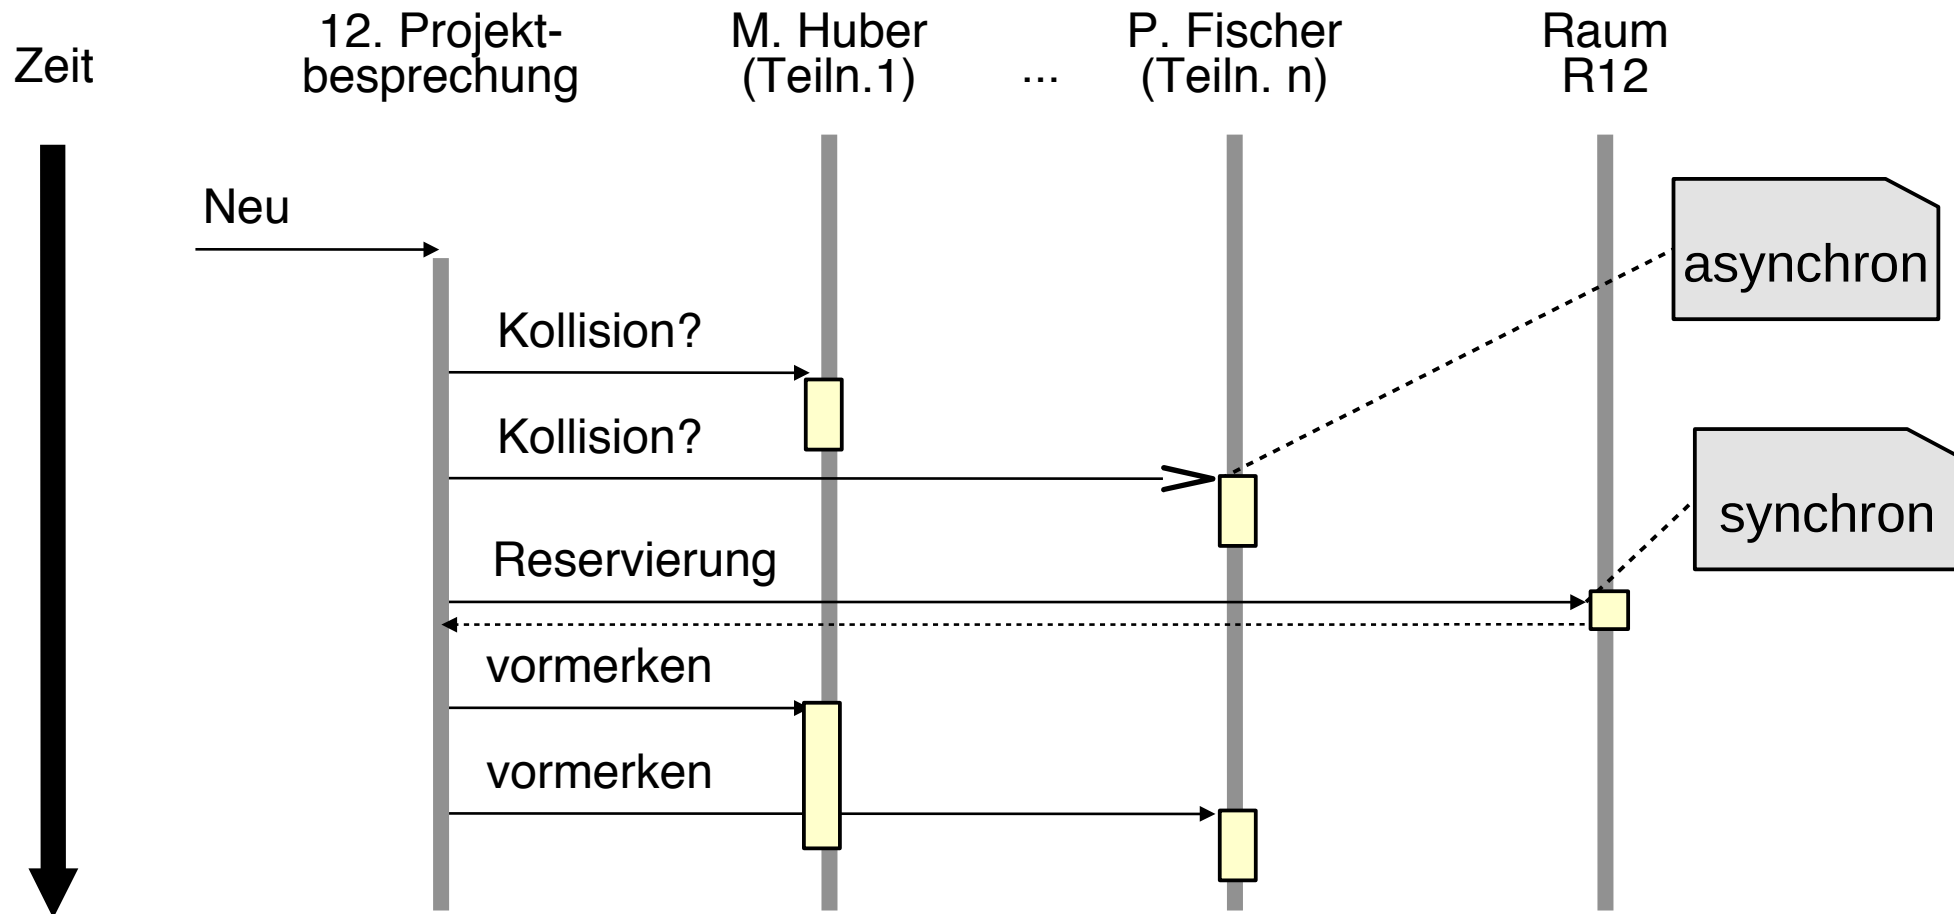 Zeit
12. Projekt-
besprechung
M. Huber
(Teiln.1)
...
P. Fischer
(Teiln. n)
Raum
R12
Neu
asynchron
Kollision?
Kollision?
synchron
Reservierung
vormerken
vormerken